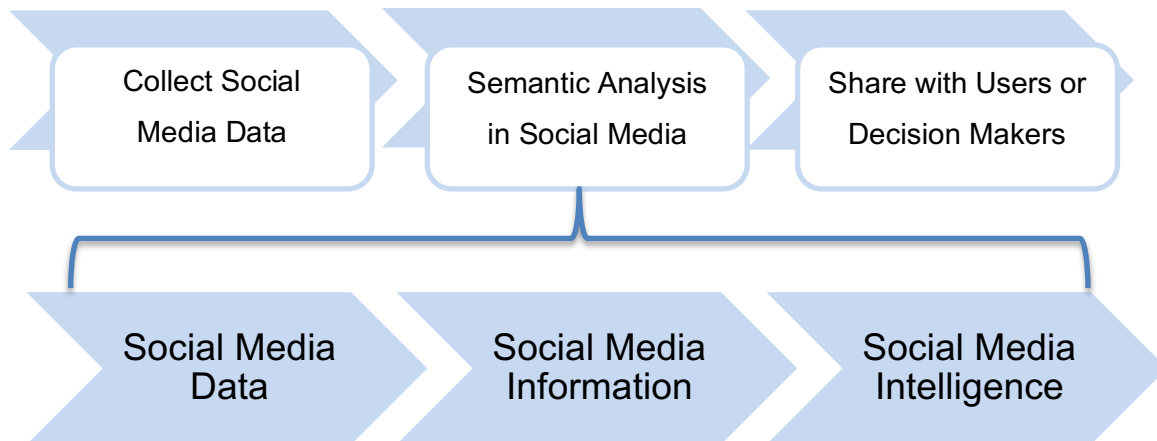 Collect Social
Media Data
Semantic Analysis
in Social Media
Share with Users or
Decision Makers
Social Media
Data
Social Media
Information
Social Media
Intelligence